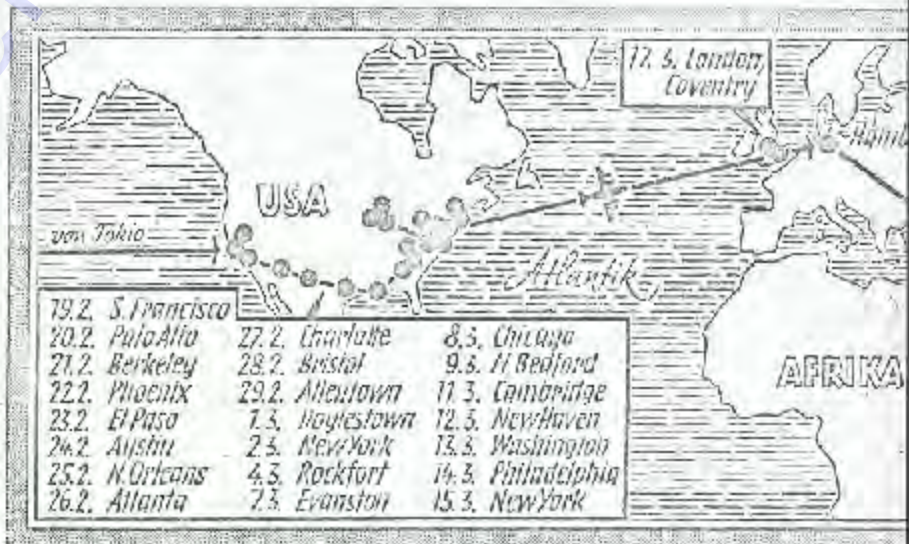 17. 3. London,
Coventry
USA
von Tokio
Atlantik
AFRIKA
19.2. S. Francisco
20.2. Palo Alto
21.2. Berkeley
22.2. Phoenix
23.2. El Paso
24.2. Austin
25.2. N. Orleans
26.2. Atlanta
27.2. Charlotte
28.2. Bristol
29.2. Allentown
1.3. Doylestown
2.3. New York
4.3. Rockfort
7.3. Evanston
8.3. Chicago
9.3. N Bedford
11.3. Cambridge
12.3. New Haven
13.3. Washington
14.3. Philadelphia
15.3. New York